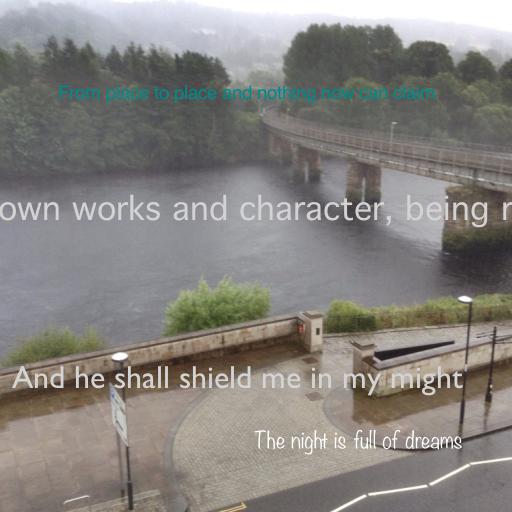 From place to place and nothing now can claim
own works and character, being
And he shall shield me in my might
The night is full of dreams